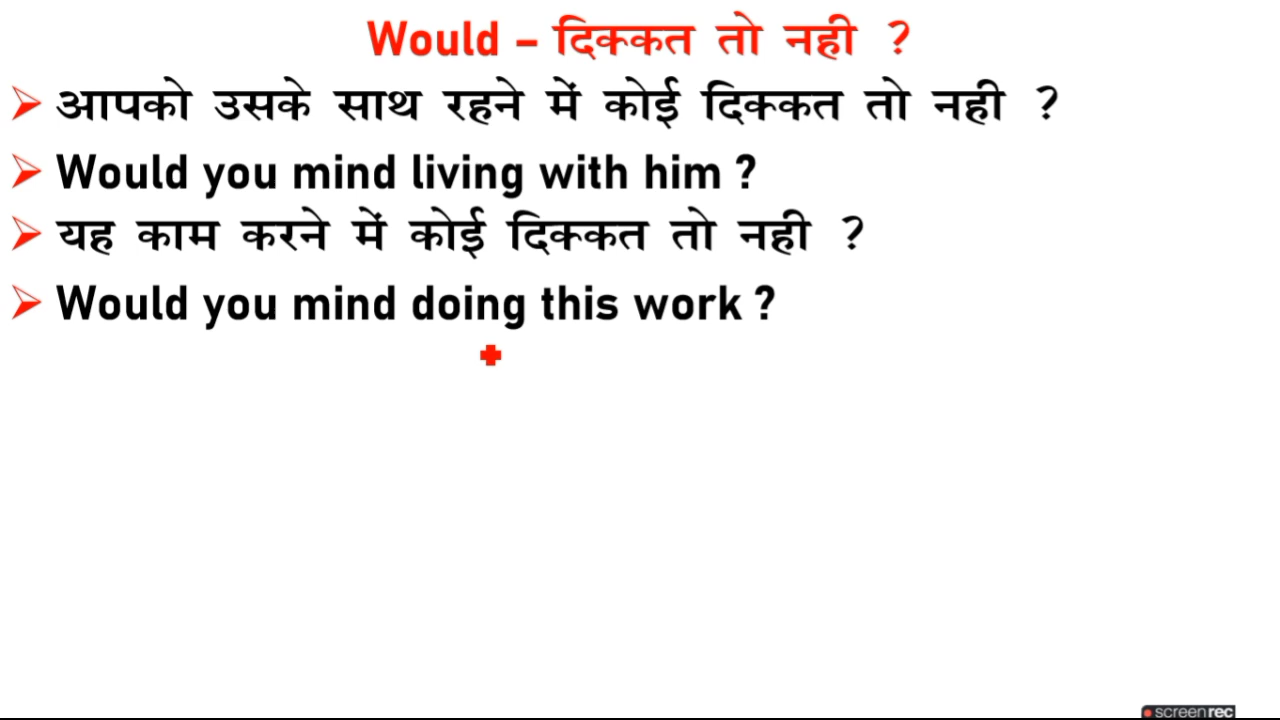 Would – दिक्कत तो नही ?
आपको उसके साथ रहने में कोई दिक्कत तो नही ?
Would you mind living with him ?
यह काम करने में कोई दिक्कत तो नही ?
Would you mind doing this work ?
screenrec